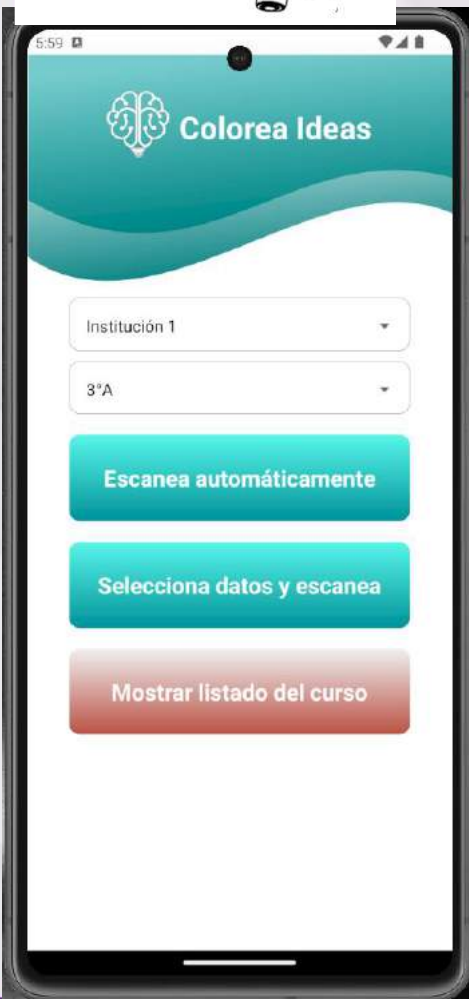 5:59
Colorea Ideas
Institución 1
3°A
Escanea automáticamente
Selecciona datos y escanea
Mostrar listado del curso